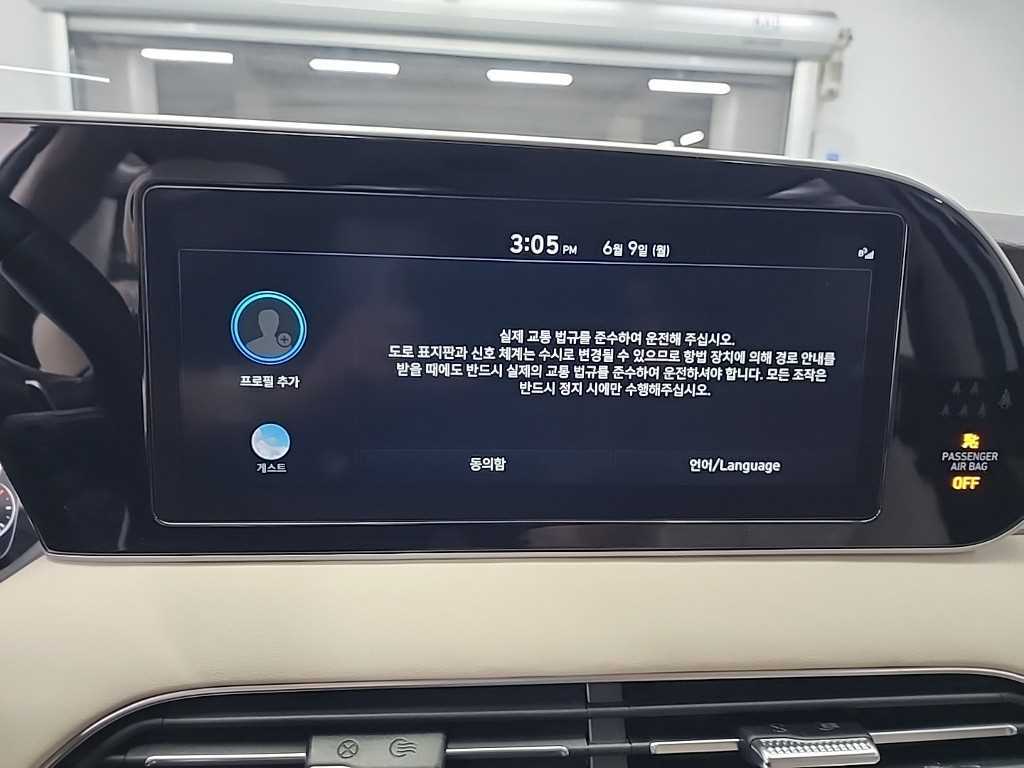 3:05 PM 6월 9일 (월)
실제 교통 법규를 준수하여 운전해 주십시오.
도로 표지판과 신호 체계는 수시로 변경될 수 있으므로 항법 장치에 의해 경로 안내를
받을 때에도 반드시 실제의 교통 법규를 준수하여 운전하셔야 합니다. 모든 조작은
반드시 정지 시에만 수행해주십시오.
프로필 추가
게스트
동의함
언어/Language
PASSENGER
AIR BAG
OFF